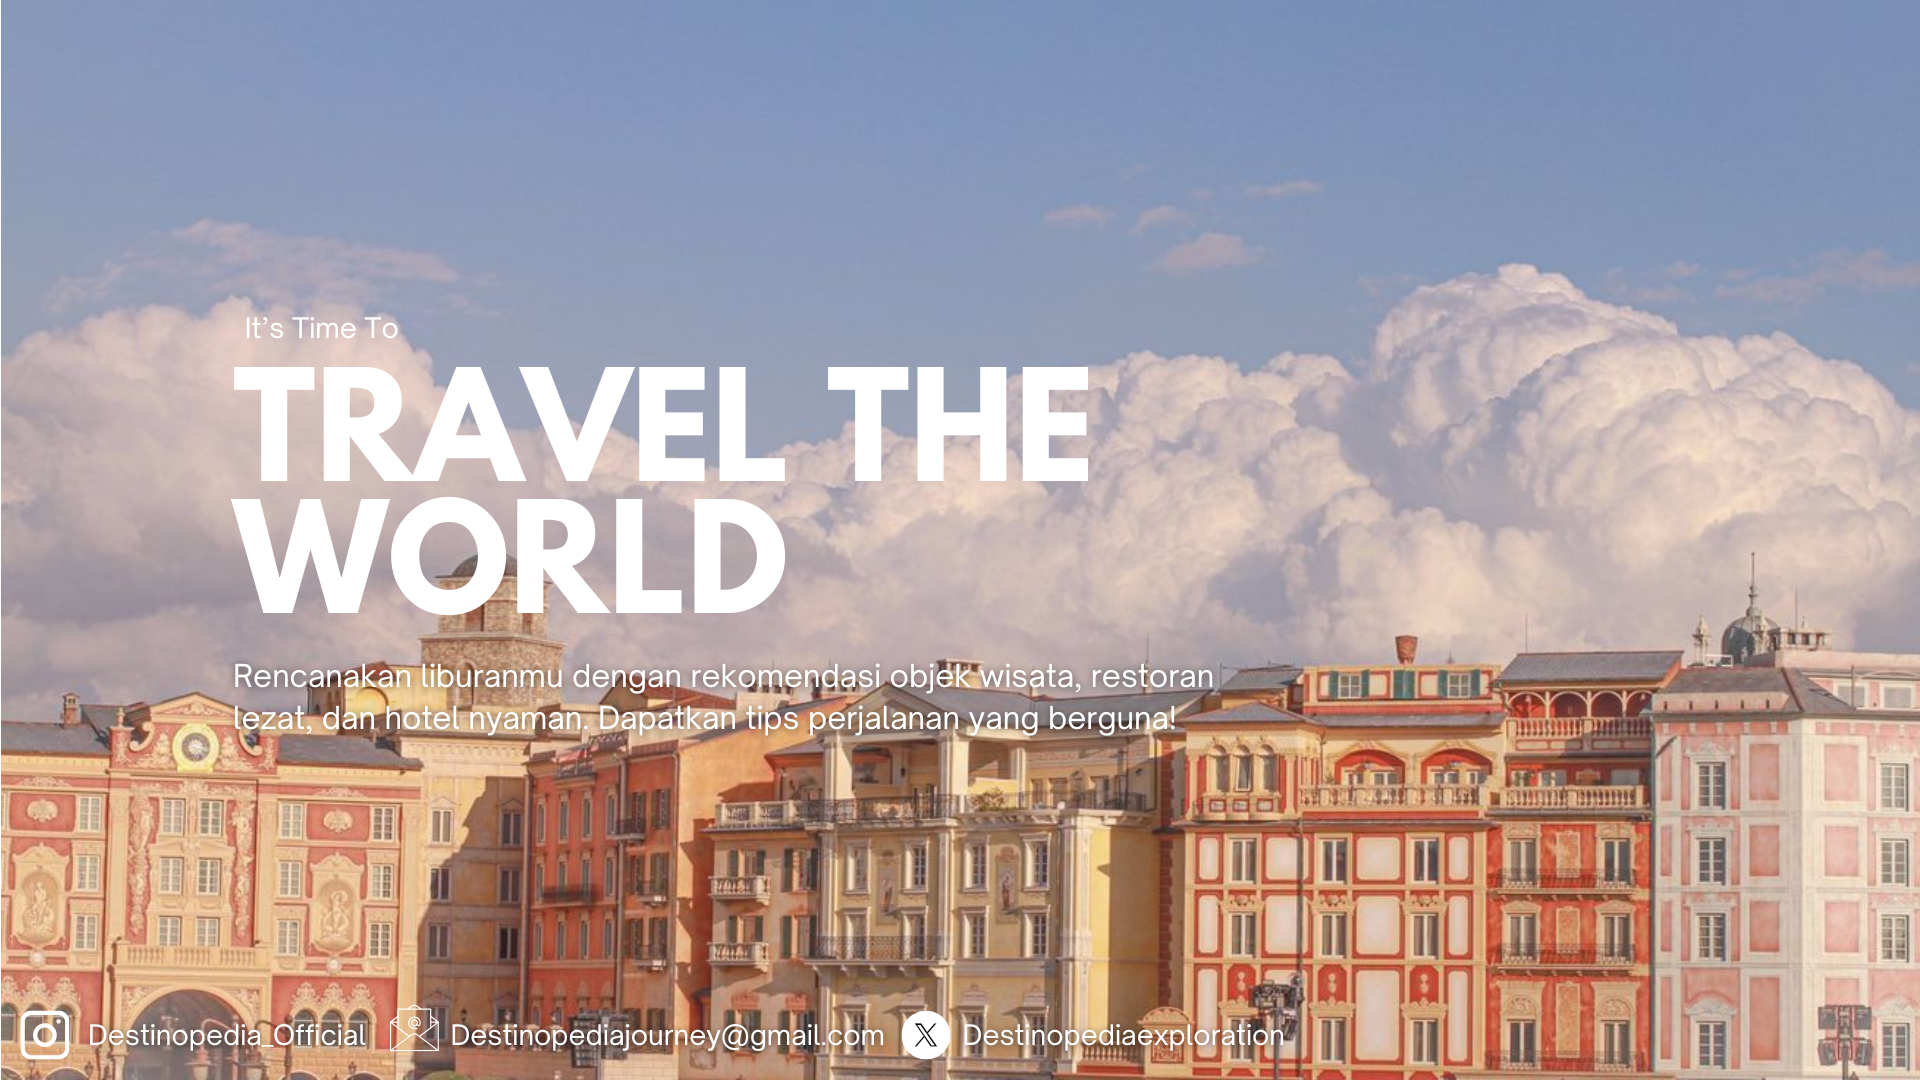 It’s Time To
TRAVEL THE
WORLD
Rencanakan liburanmu dengan rekomendasi objek wisata, restoran
lezat, dan hotel nyaman. Dapatkan tips perjalanan yang berguna!
Destinopedia_Official Destinopediajourney@gmail.com Destinopediaexploration